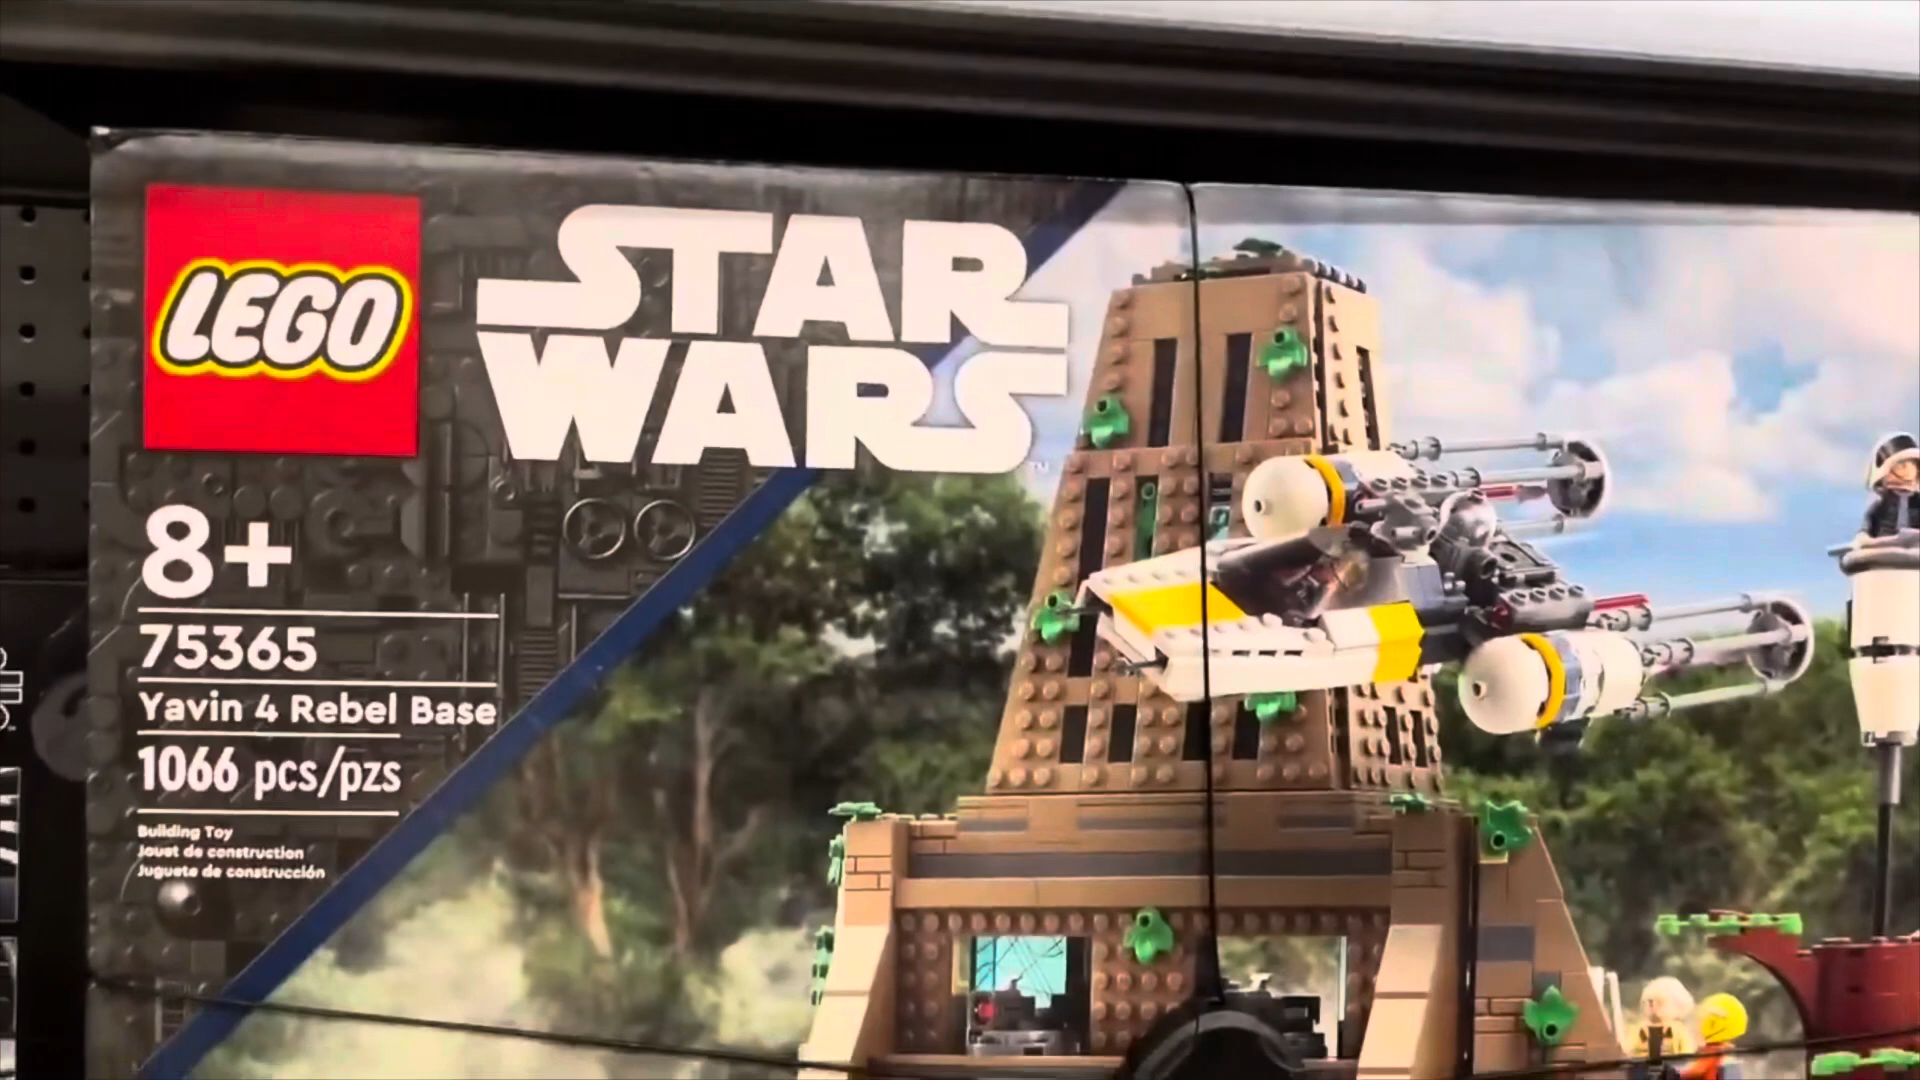 LEGO
STAR
WARS
TM
8+
75365
Yavin 4 Rebel Base
1066 pcs/pzs
Building Toy
Jouet de construction
Juguete de construcción